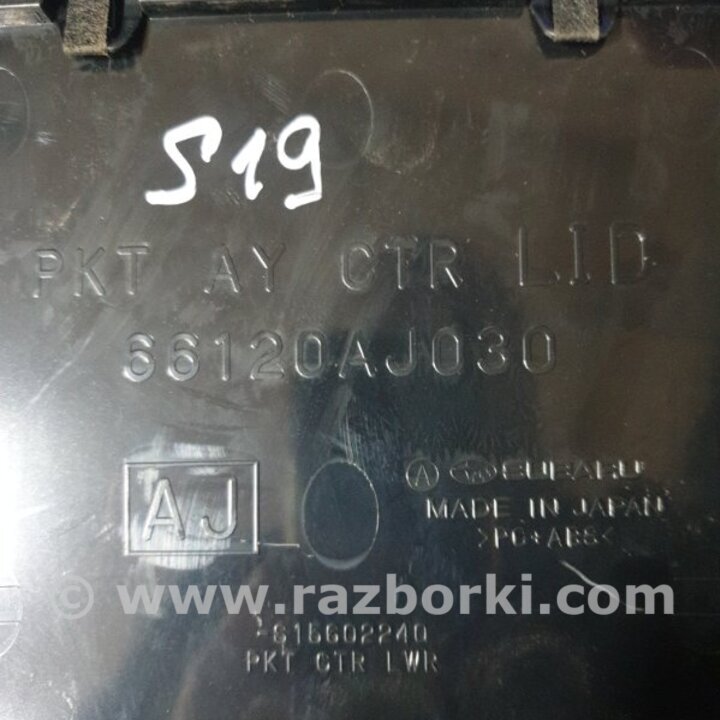 S19
PKT AY CTR LID
66120AJ030
AJ
A SUBARU
MADE IN JAPAN
>PC+ABS<
© www.razborki.com
-S15602240
PKT CTR LWR